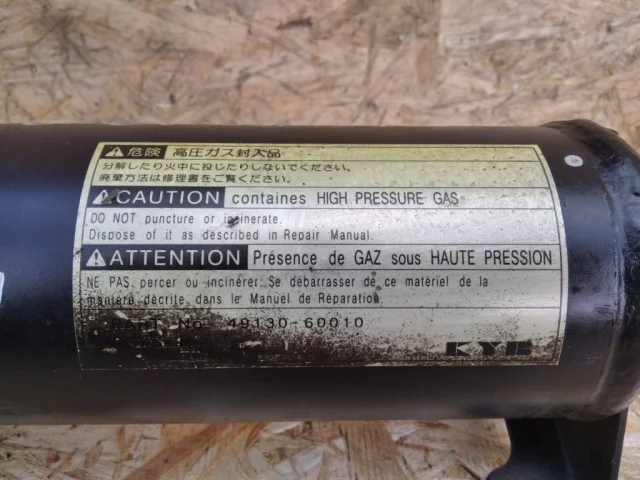 危険 高圧ガス封入品
分解したり火中に投じたりしないでください。
廃棄方法は修理書をご覧ください。
CAUTION containes HIGH PRESSURE GAS
DO NOT puncture or incinerate.
Dispose of it as described in Repair Manual.
ATTENTION Présence de GAZ sous HAUTE PRESSION
NE PAS percer ou incinérer. Se débarrasser de ce matériel de la
manière décrite dans le Manuel de Réparation.
PART No. 49130-60010
KYB